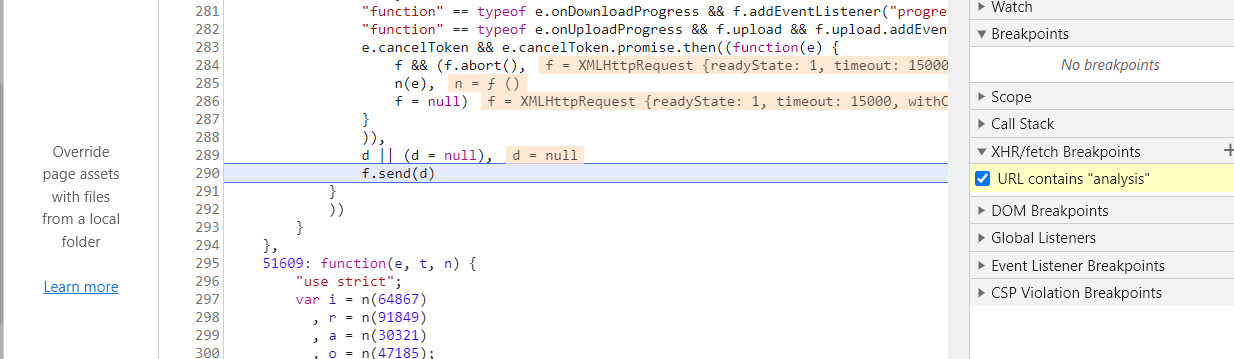 Override
page assets
with files
from a local
folder
Learn more
281 "function" == typeof e.onDownloadProgress && f.addEventListener("progre
282 "function" == typeof e.onUploadProgress && f.upload && f.upload.addEven
283 e.cancelToken && e.cancelToken.promise.then((function(e) {
284 f && (f.abort(), f = XMLHttpRequest {readyState: 1, timeout: 15000
285 n(e), n = ƒ ()
286 f = null) f = XMLHttpRequest {readyState: 1, timeout: 15000, withC
287 }
288 )),
289 d || (d = null), d = null
290 f.send(d)
291 }
292 ))
293 }
294 },
295 51609: function(e, t, n) {
296 "use strict";
297 var i = n(64867)
298 , r = n(91849)
299 , a = n(30321)
300 , o = n(47185);
Watch
Breakpoints
No breakpoints
Scope
Call Stack
XHR/fetch Breakpoints +
URL contains "analysis"
DOM Breakpoints
Global Listeners
Event Listener Breakpoints
CSP Violation Breakpoints